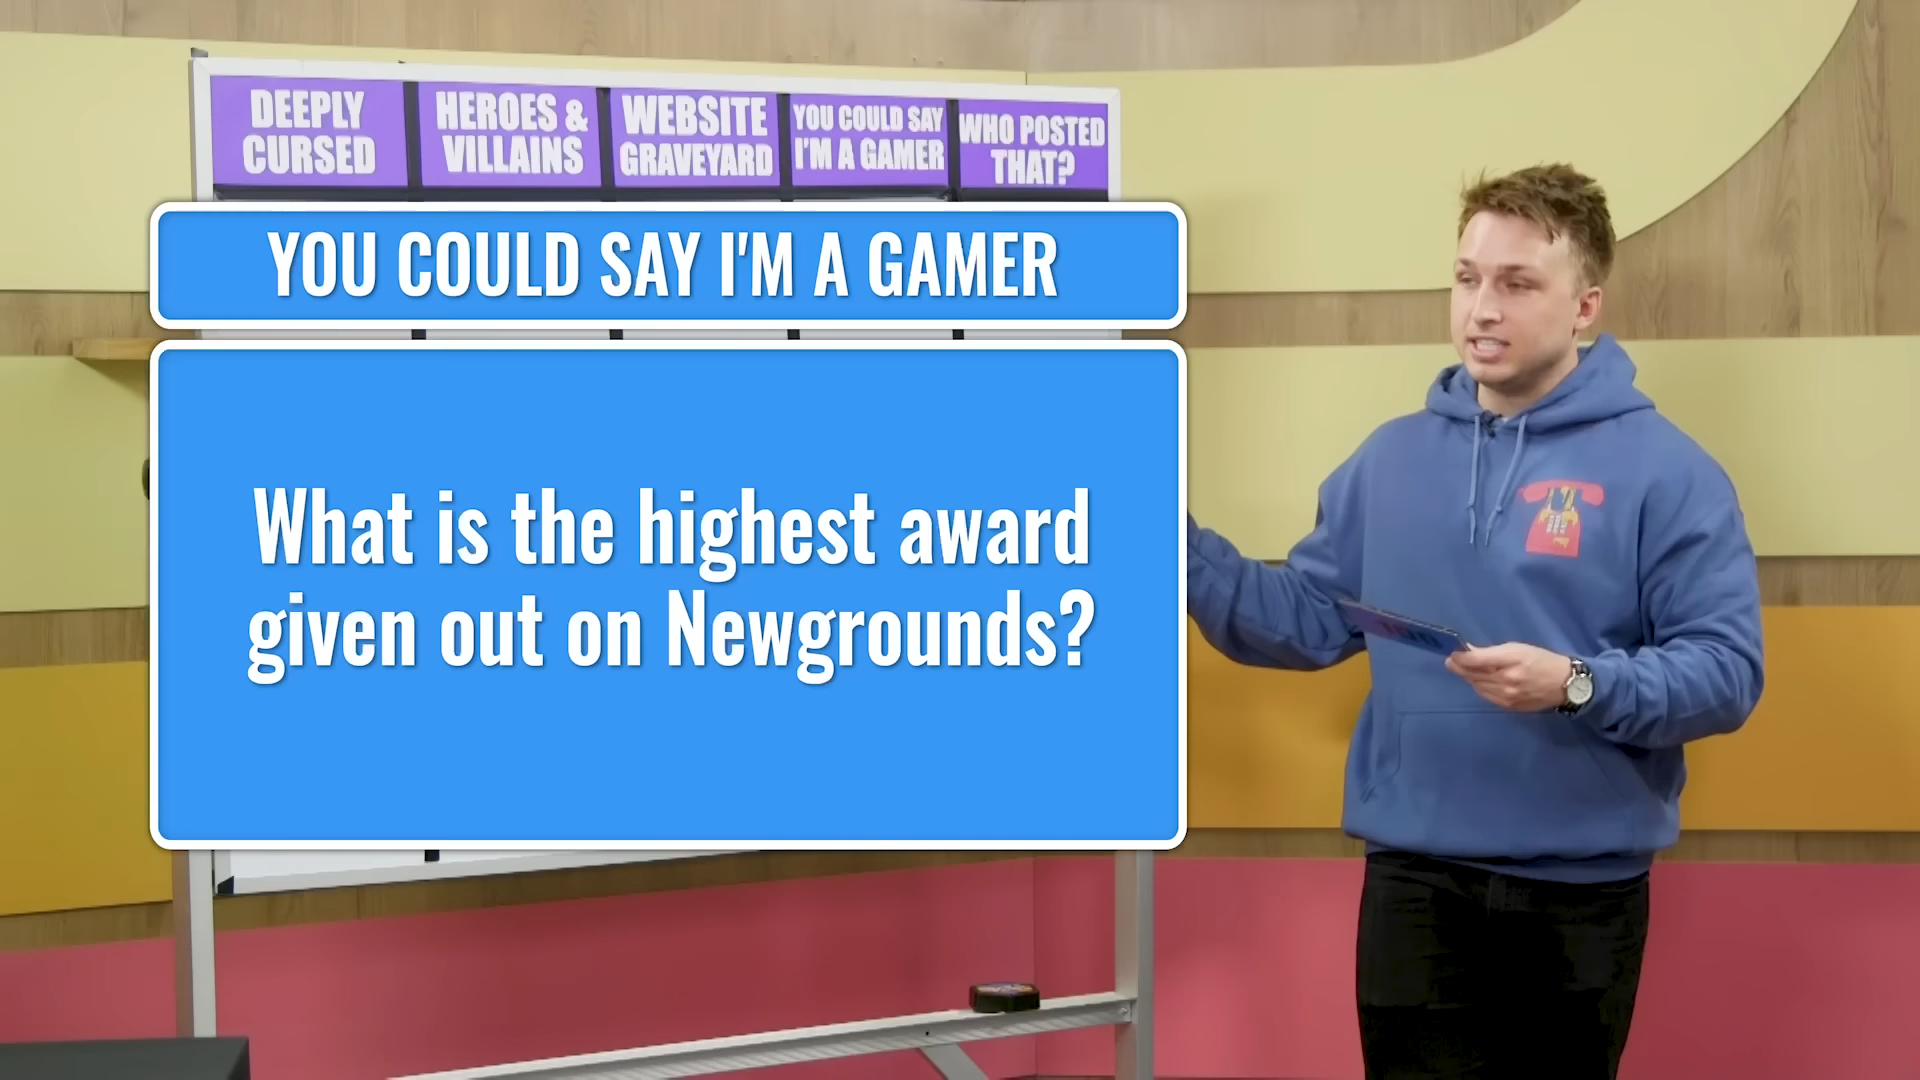 DEEPLY
CURSED
HEROES &
VILLAINS
WEBSITE
GRAVEYARD
YOU COULD SAY
I'M A GAMER
WHO POSTED
THAT?
YOU COULD SAY I'M A GAMER
What is the highest award
given out on Newgrounds?